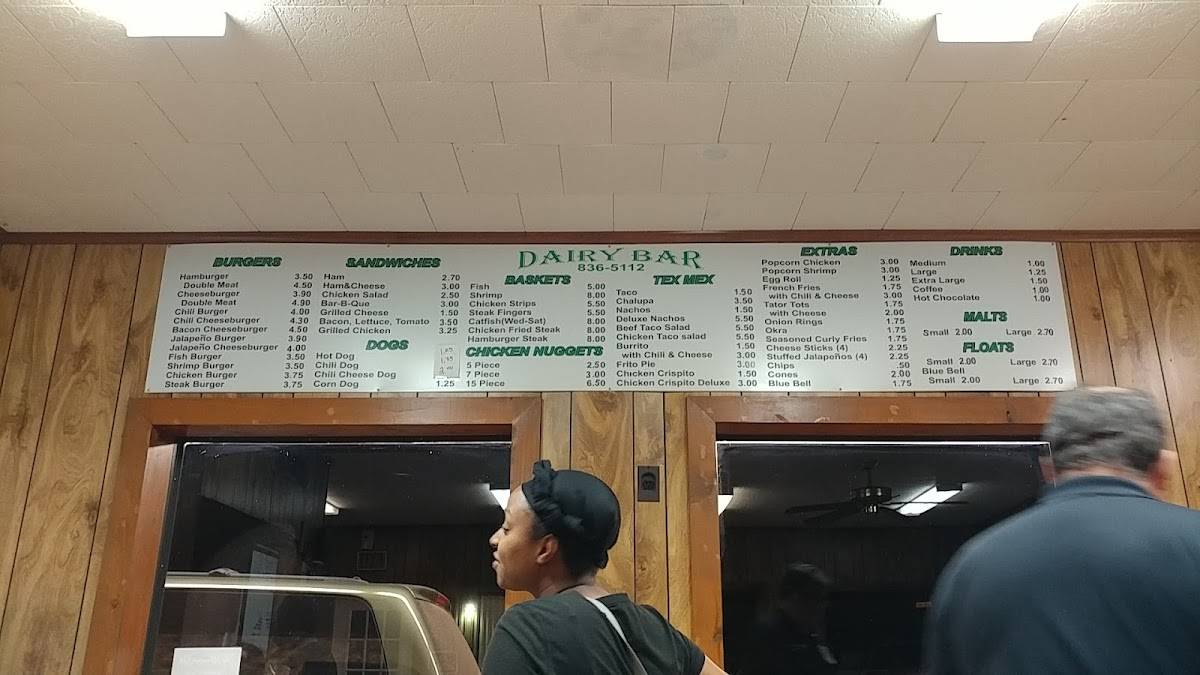 DAIRY BAR
836-5112
BURGERS
Hamburger 3.50
Double Meat 4.50
Cheeseburger 3.90
Double Meat 4.90
Chili Burger 4.00
Chili Cheeseburger 4.30
Bacon Cheeseburger 4.50
Jalapeño Burger 3.90
Jalapeño Cheeseburger 4.00
Fish Burger 3.50
Shrimp Burger 3.50
Chicken Burger 3.75
Steak Burger 3.75
SANDWICHES
Ham 2.70
Ham&Cheese 3.00
Chicken Salad 2.50
Bar-B-Que 3.00
Grilled Cheese 1.50
Bacon, Lettuce, Tomato 3.50
Grilled Chicken 3.25
DOGS
Hot Dog
Chili Dog
Chili Cheese Dog
Corn Dog 1.25
BASKETS
Fish 5.00
Shrimp 8.00
Chicken Strips 5.50
Steak Fingers 5.50
Catfish(Wed-Sat) 8.00
Chicken Fried Steak 8.00
Hamburger Steak 8.00
CHICKEN NUGGETS
5 Piece 2.50
7 Piece 3.00
15 Piece 6.50
TEX MEX
Taco 1.50
Chalupa 3.50
Nachos 1.50
Deluxe Nachos 5.50
Beef Taco Salad 5.50
Chicken Taco salad 5.50
Burrito 1.50
with Chili & Cheese 3.00
Frito Pie 3.00
Chicken Crispito 1.50
Chicken Crispito Deluxe 3.00
EXTRAS
Popcorn Chicken 3.00
Popcorn Shrimp 3.00
Egg Roll 1.25
French Fries 1.75
with Chili & Cheese 3.00
Tator Tots 1.75
with Cheese 2.00
Onion Rings 1.75
Okra 1.75
Seasoned Curly Fries 1.75
Cheese Sticks (4) 2.25
Stuffed Jalapeños (4) 2.25
Chips .50
Cones 2.00
Blue Bell 1.75
DRINKS
Medium 1.00
Large 1.25
Extra Large 1.50
Coffee 1.00
Hot Chocolate 1.00
MALTS
Small 2.00 Large 2.70
FLOATS
Small 2.00 Large 2.70
Blue Bell
Small 2.00 Large 2.70